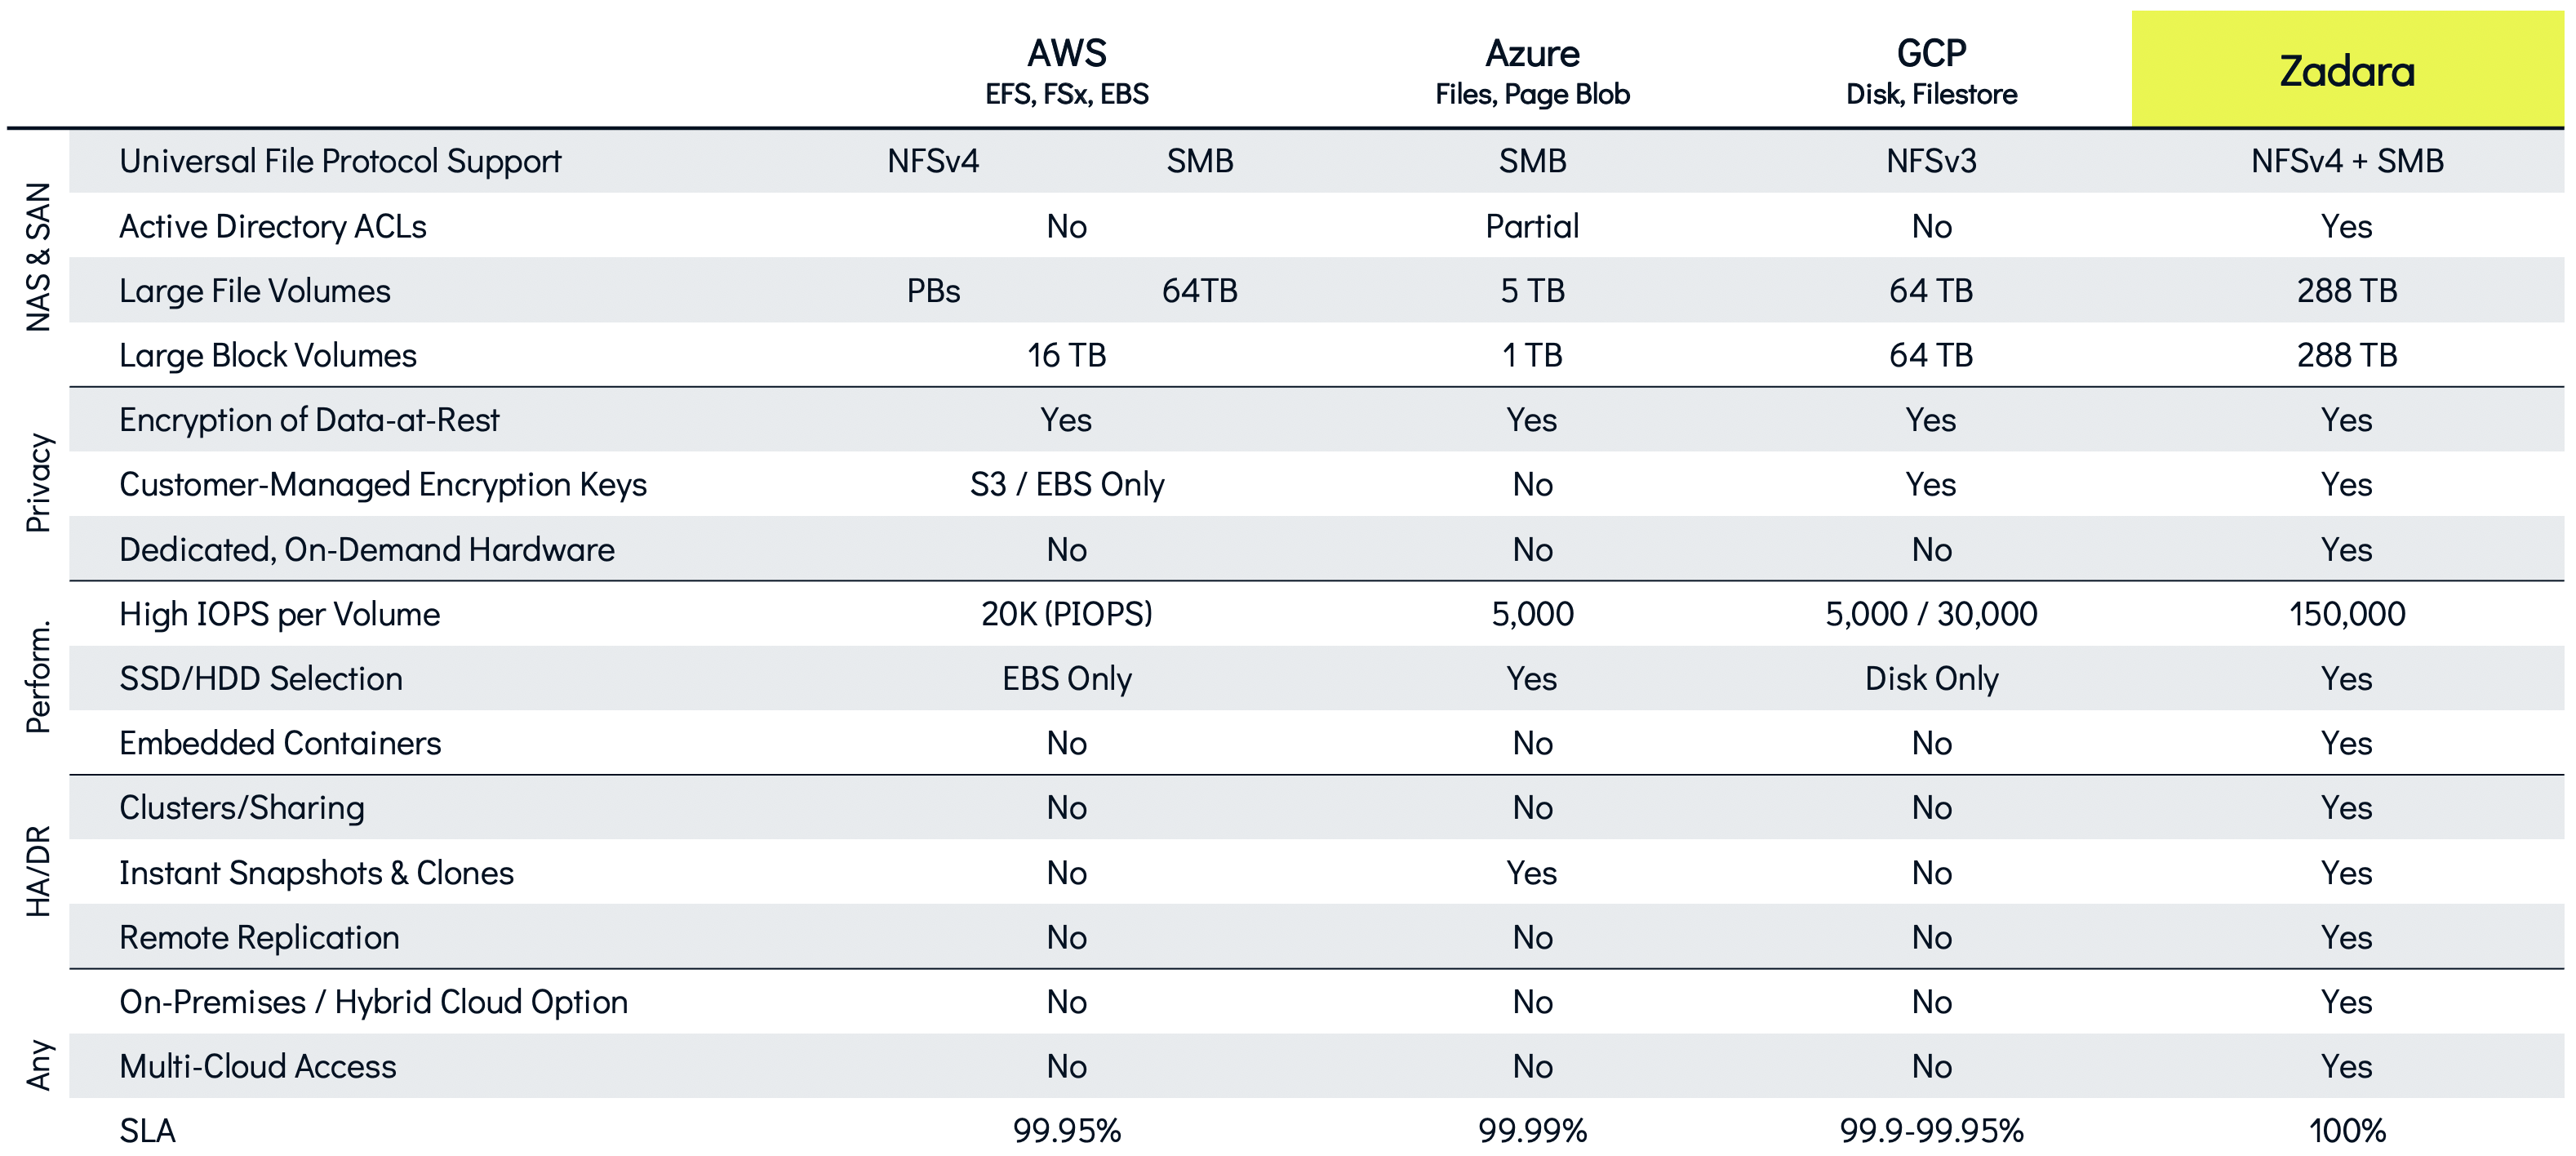 AWS Azure GCP Zadara
EFS, FSx, EBS Files, Page Blob Disk, Filestore
NAS & SAN
Universal File Protocol Support NFSv4 SMB SMB NFSv3 NFSv4 + SMB
Active Directory ACLs No Partial No Yes
Large File Volumes PBs 64TB 5 TB 64 TB 288 TB
Large Block Volumes 16 TB 1 TB 64 TB 288 TB
Privacy
Encryption of Data-at-Rest Yes Yes Yes Yes
Customer-Managed Encryption Keys S3 / EBS Only No Yes Yes
Dedicated, On-Demand Hardware No No No Yes
Perform.
High IOPS per Volume 20K (PIOPS) 5,000 5,000 / 30,000 150,000
SSD/HDD Selection EBS Only Yes Disk Only Yes
Embedded Containers No No No Yes
HA/DR
Clusters/Sharing No No No Yes
Instant Snapshots & Clones No Yes No Yes
Remote Replication No No No Yes
Any
On-Premises / Hybrid Cloud Option No No No Yes
Multi-Cloud Access No No No Yes
SLA 99.95% 99.99% 99.9-99.95% 100%